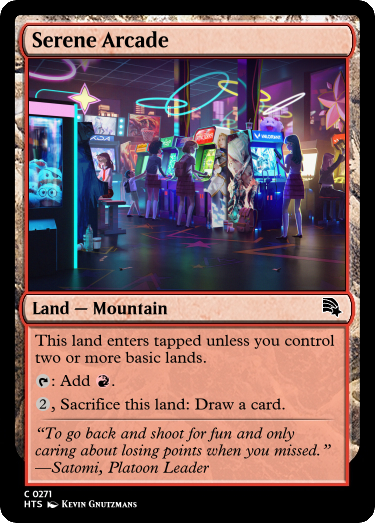 Serene Arcade
Land — Mountain
This land enters tapped unless you control
two or more basic lands.
: Add .
2, Sacrifice this land: Draw a card.
“To go back and shoot for fun and only
caring about losing points when you missed.”
—Satomi, Platoon Leader
C 0271
HTS Kevin Gnutzmans